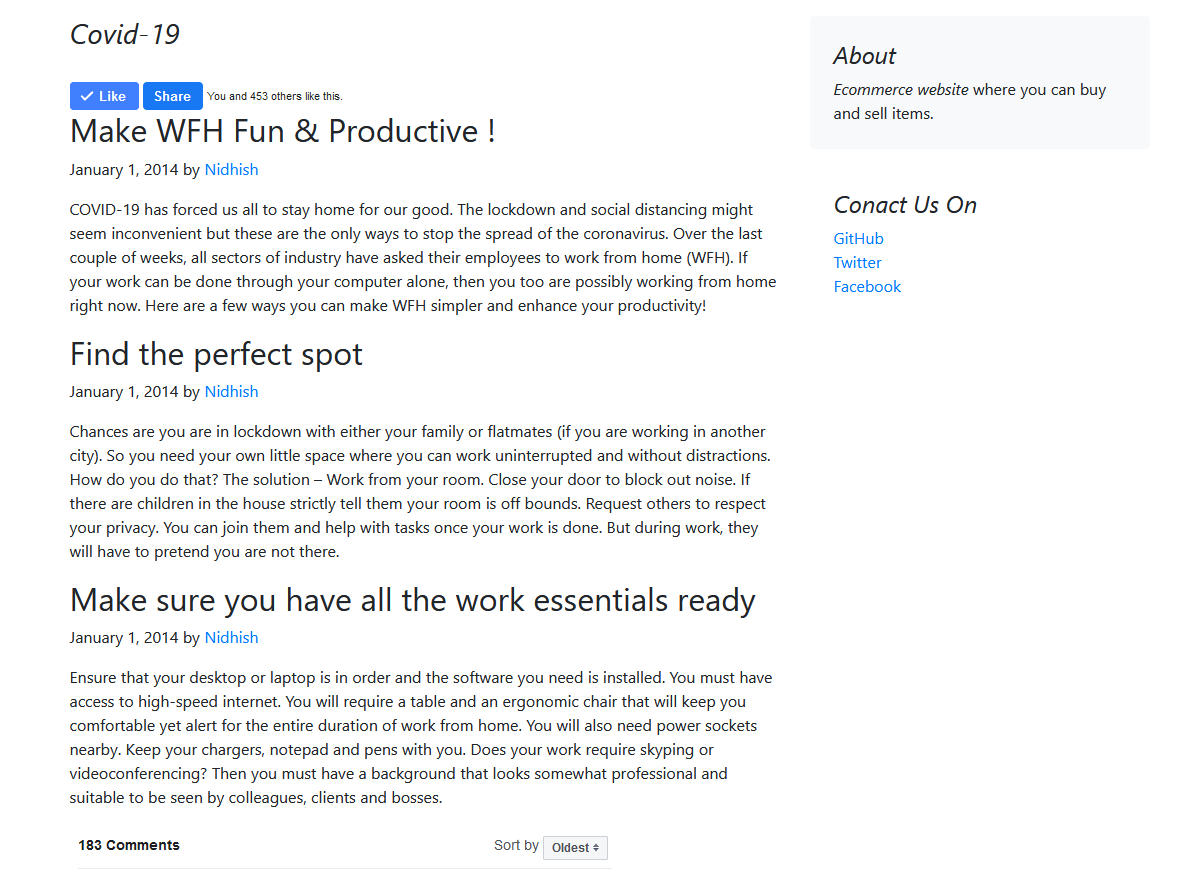 Covid-19
Like Share You and 453 others like this.
Make WFH Fun & Productive !
January 1, 2014 by Nidhish
COVID-19 has forced us all to stay home for our good. The lockdown and social distancing might
seem inconvenient but these are the only ways to stop the spread of the coronavirus. Over the last
couple of weeks, all sectors of industry have asked their employees to work from home (WFH). If
your work can be done through your computer alone, then you too are possibly working from home
right now. Here are a few ways you can make WFH simpler and enhance your productivity!
Find the perfect spot
January 1, 2014 by Nidhish
Chances are you are in lockdown with either your family or flatmates (if you are working in another
city). So you need your own little space where you can work uninterrupted and without distractions.
How do you do that? The solution – Work from your room. Close your door to block out noise. If
there are children in the house strictly tell them your room is off bounds. Request others to respect
your privacy. You can join them and help with tasks once your work is done. But during work, they
will have to pretend you are not there.
Make sure you have all the work essentials ready
January 1, 2014 by Nidhish
Ensure that your desktop or laptop is in order and the software you need is installed. You must have
access to high-speed internet. You will require a table and an ergonomic chair that will keep you
comfortable yet alert for the entire duration of work from home. You will also need power sockets
nearby. Keep your chargers, notepad and pens with you. Does your work require skyping or
videoconferencing? Then you must have a background that looks somewhat professional and
suitable to be seen by colleagues, clients and bosses.
183 Comments Sort by Oldest
About
Ecommerce website where you can buy
and sell items.
Conact Us On
GitHub
Twitter
Facebook